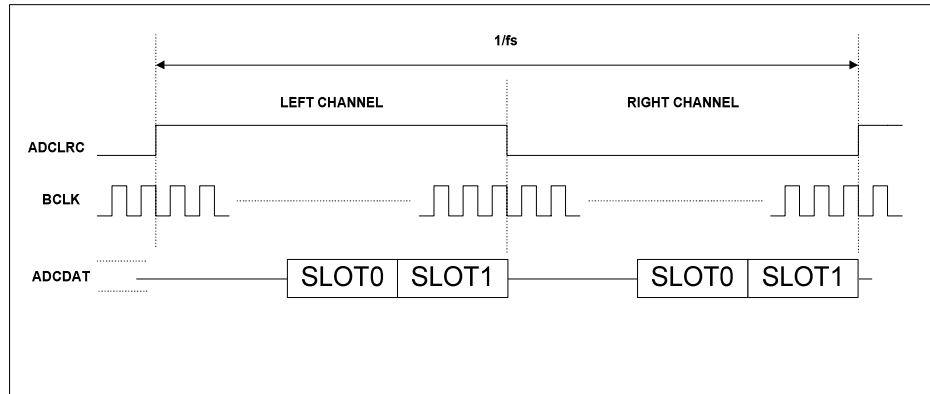 1/fs
LEFT CHANNEL RIGHT CHANNEL
ADCLRC
BCLK
ADCDAT SLOT0 SLOT1 SLOT0 SLOT1